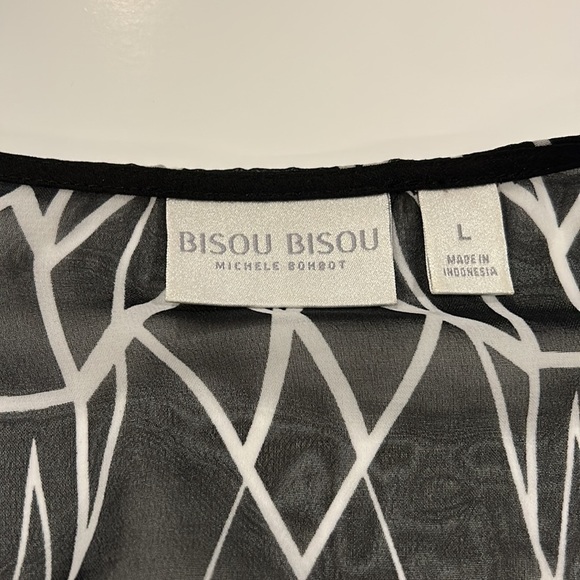 BISOU BISOU
MICHELE BOHBOT
L
MADE IN
INDONESIA